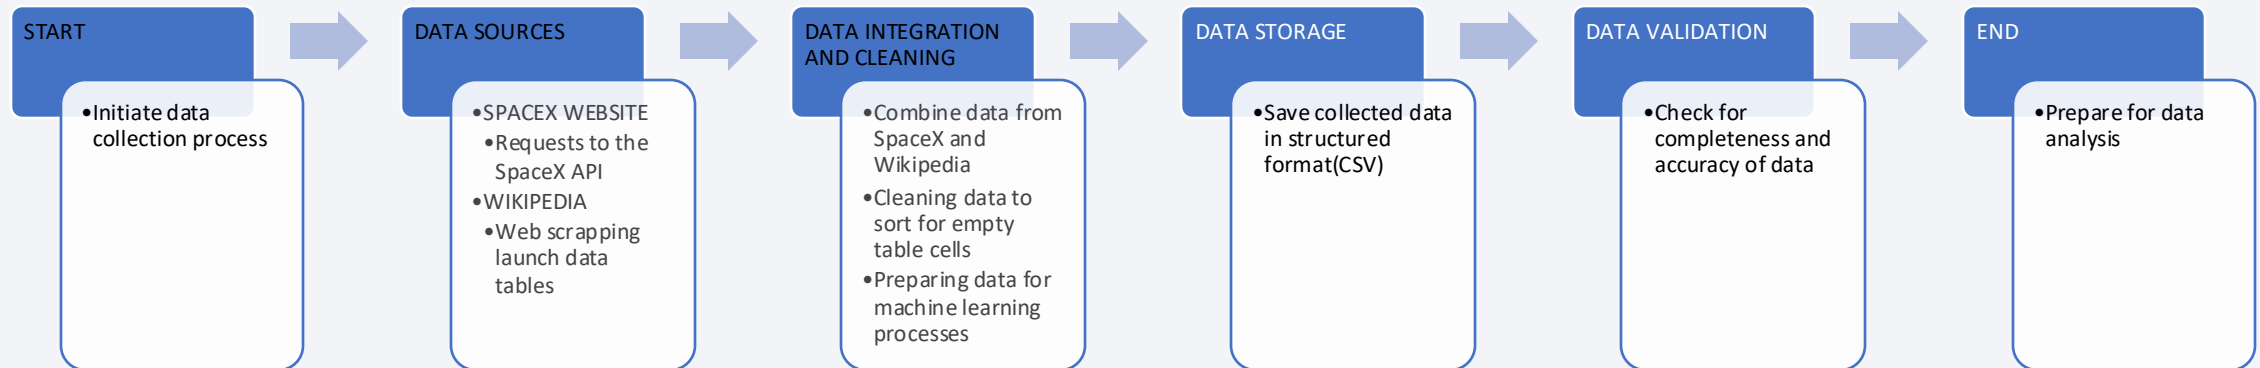 START
•Initiate data
collection process
DATA SOURCES
•SPACEX WEBSITE
•Requests to the
SpaceX API
•WIKIPEDIA
•Web scrapping
launch data
tables
DATA INTEGRATION
AND CLEANING
•Combine data from
SpaceX and
Wikipedia
•Cleaning data to
sort for empty
table cells
•Preparing data for
machine learning
processes
DATA STORAGE
•Save collected data
in structured
format(CSV)
DATA VALIDATION
•Check for
completeness and
accuracy of data
END
•Prepare for data
analysis